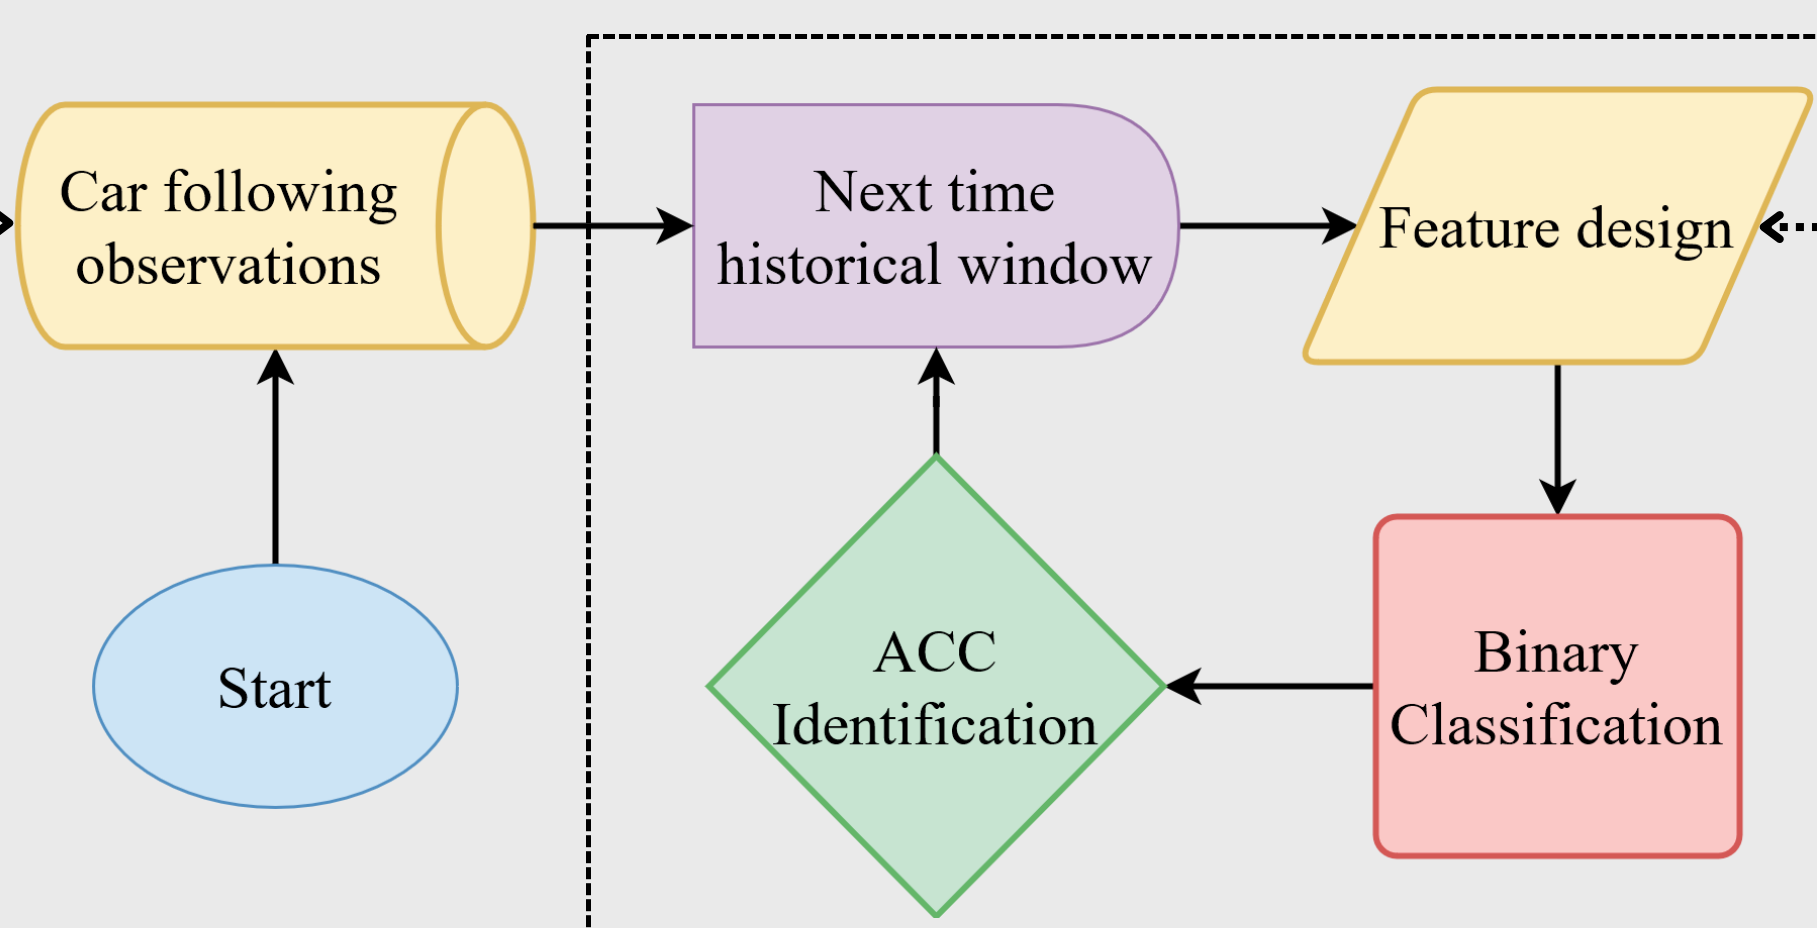 Car following
observations
Next time
historical window
Feature design
Start
ACC
Identification
Binary
Classification